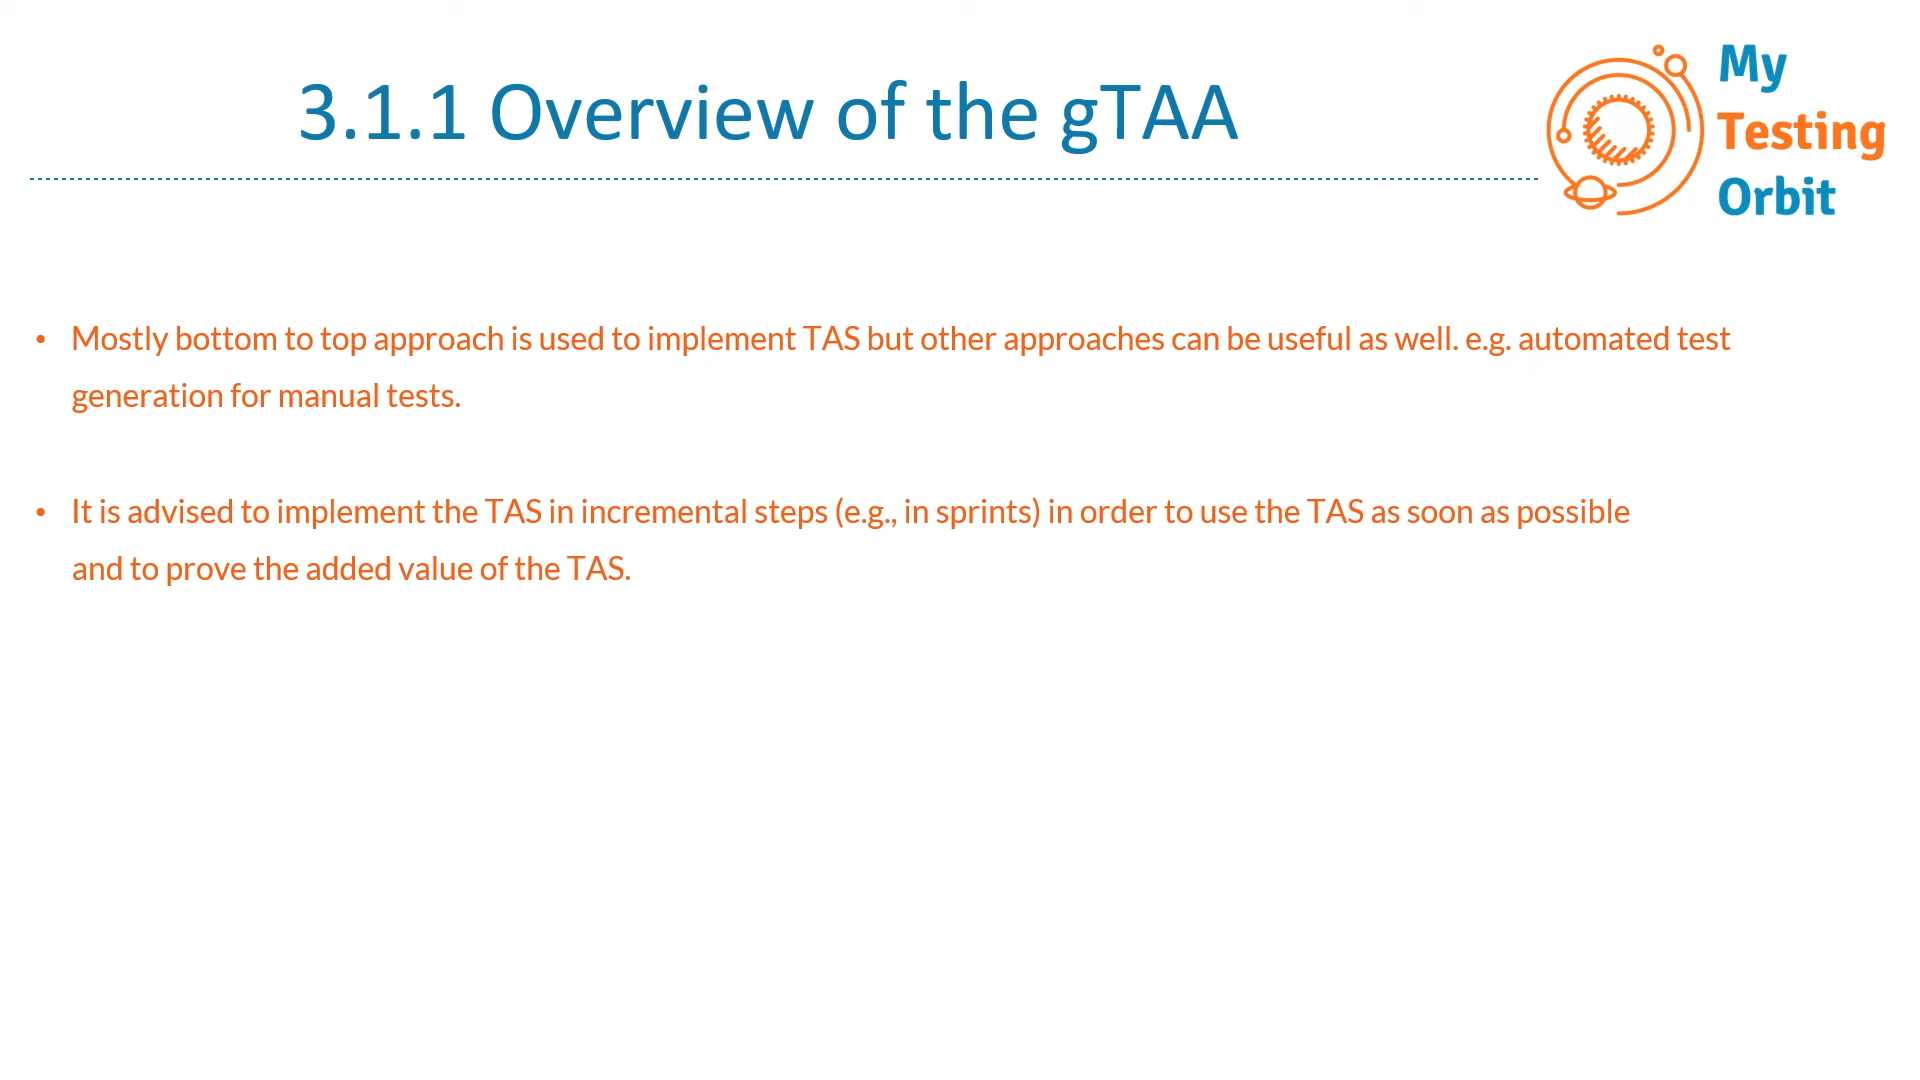 3.1.1 Overview of the gTAA
My
Testing
Orbit
• Mostly bottom to top approach is used to implement TAS but other approaches can be useful as well. e.g. automated test
generation for manual tests.
• It is advised to implement the TAS in incremental steps (e.g., in sprints) in order to use the TAS as soon as possible
and to prove the added value of the TAS.